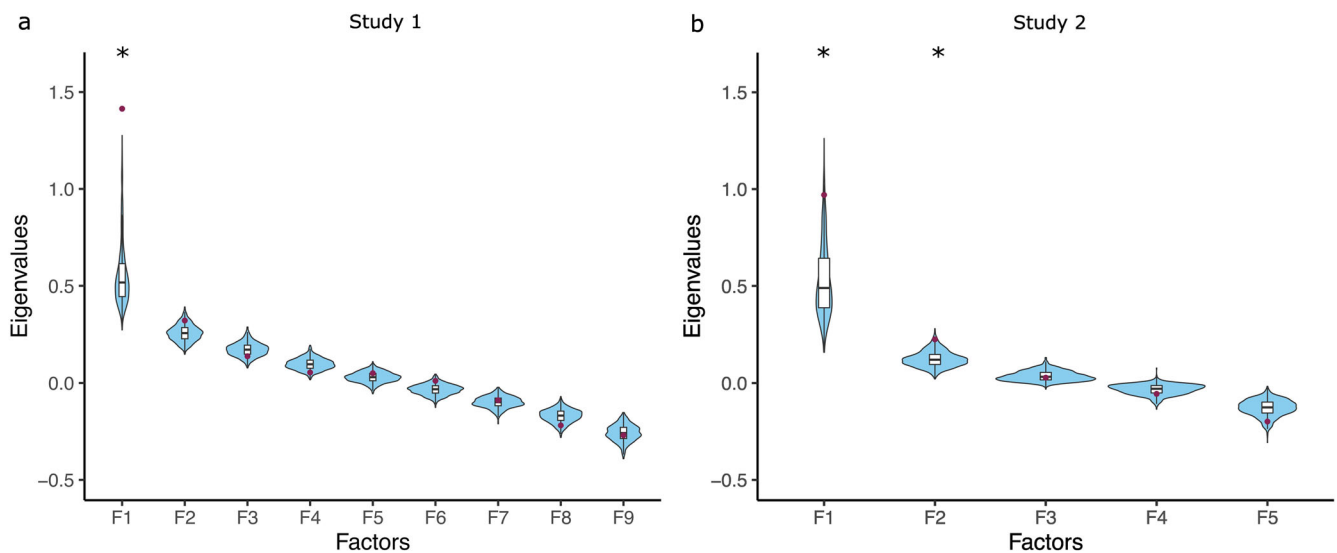 a
Study 1
*
Eigenvalues
1.5
1.0
0.5
0.0
−0.5
F1 F2 F3 F4 F5 F6 F7 F8 F9
Factors
b
Study 2
* *
Eigenvalues
1.5
1.0
0.5
0.0
−0.5
F1 F2 F3 F4 F5
Factors